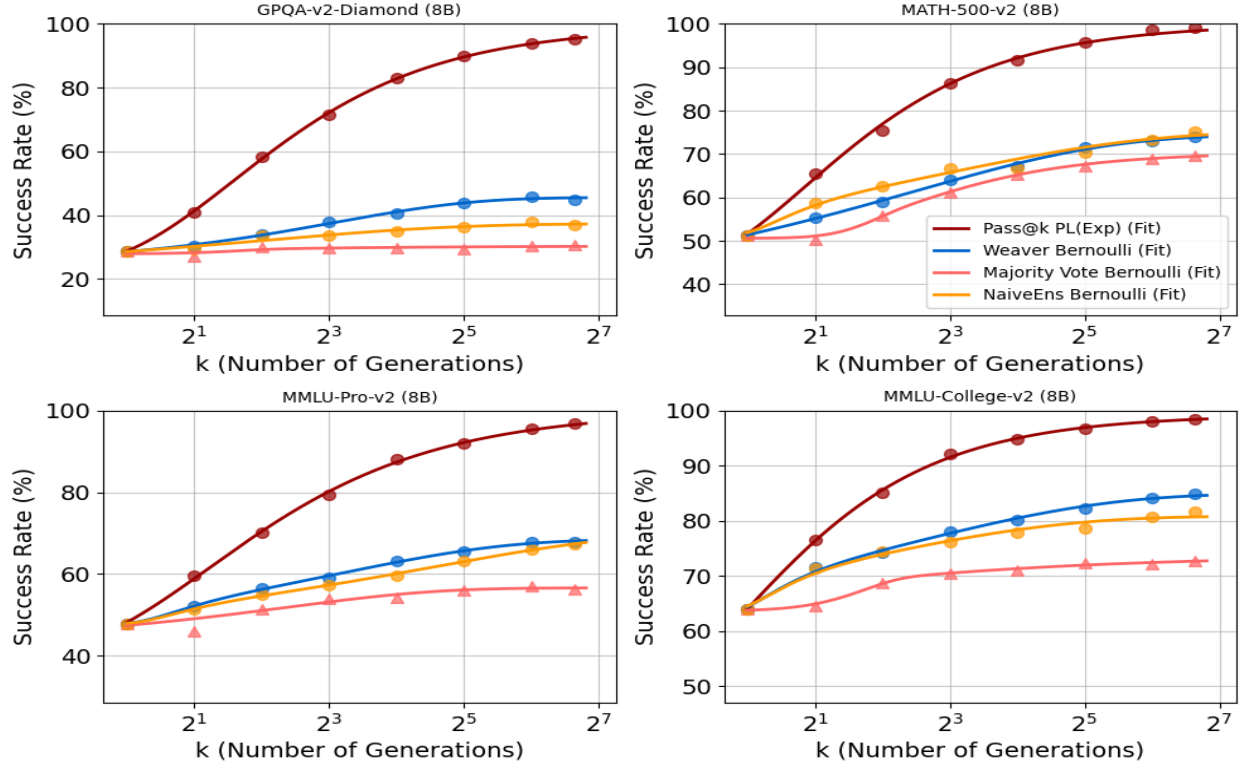 GPQA-v2-Diamond (8B)
Success Rate (%)
100
80
60
40
20
2^1
2^3
2^5
2^7
k (Number of Generations)
MATH-500-v2 (8B)
Success Rate (%)
100
90
80
70
60
50
40
Pass@k PL(Exp) (Fit)
Weaver Bernoulli (Fit)
Majority Vote Bernoulli (Fit)
NaiveEns Bernoulli (Fit)
2^1
2^3
2^5
2^7
k (Number of Generations)
MMLU-Pro-v2 (8B)
Success Rate (%)
100
80
60
40
2^1
2^3
2^5
2^7
k (Number of Generations)
MMLU-College-v2 (8B)
Success Rate (%)
100
90
80
70
60
50
2^1
2^3
2^5
2^7
k (Number of Generations)